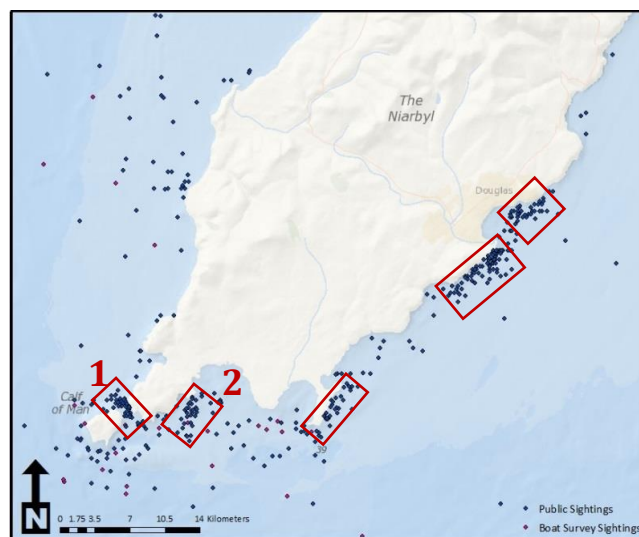 The
Niarbyl
Douglas
1
2
Calf
of Man
39
N
0 1.75 3.5 7 10.5 14 Kilometers
Public Sightings
Boat Survey Sightings